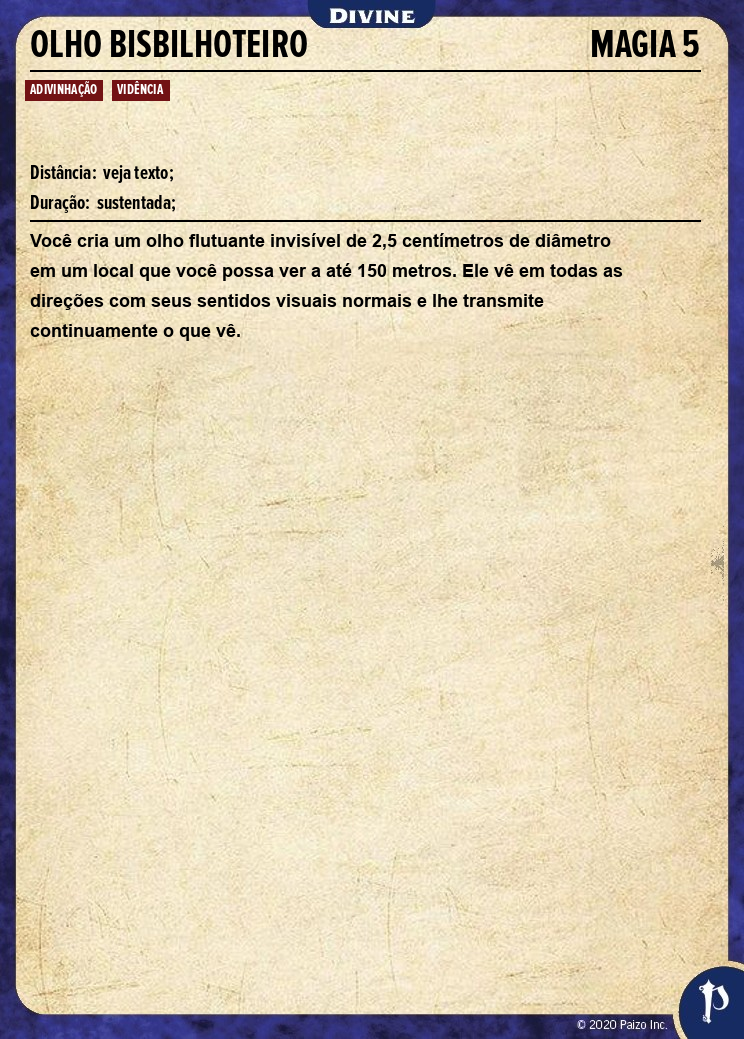 DIVINE
OLHO BISBILHOTEIRO MAGIA 5
ADIVINHAÇÃO VIDÊNCIA
Distância: veja texto;
Duração: sustentada;
Você cria um olho flutuante invisível de 2,5 centímetros de diâmetro
em um local que você possa ver a até 150 metros. Ele vê em todas as
direções com seus sentidos visuais normais e lhe transmite
continuamente o que vê.
© 2020 Paizo Inc.